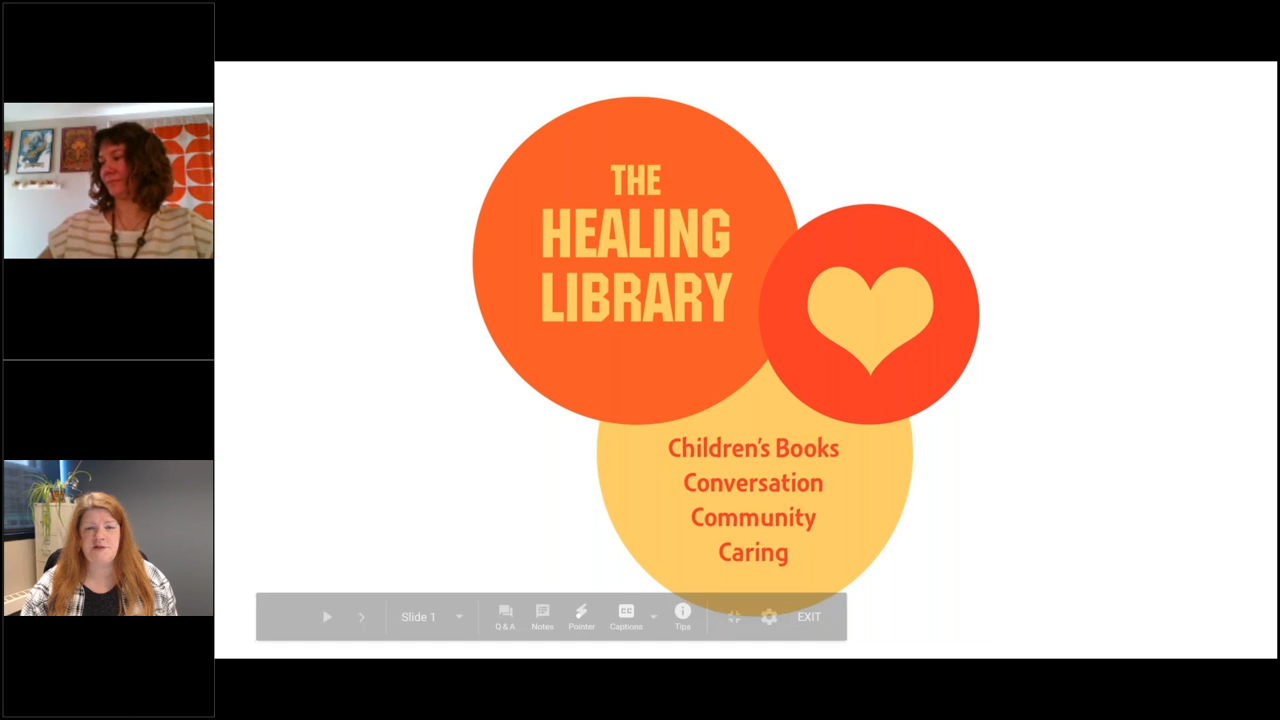 THE
HEALING
LIBRARY
Children's Books
Conversation
Community
Caring
Slide 1
Q & A
Notes
Pointer
Captions
Tips
EXIT